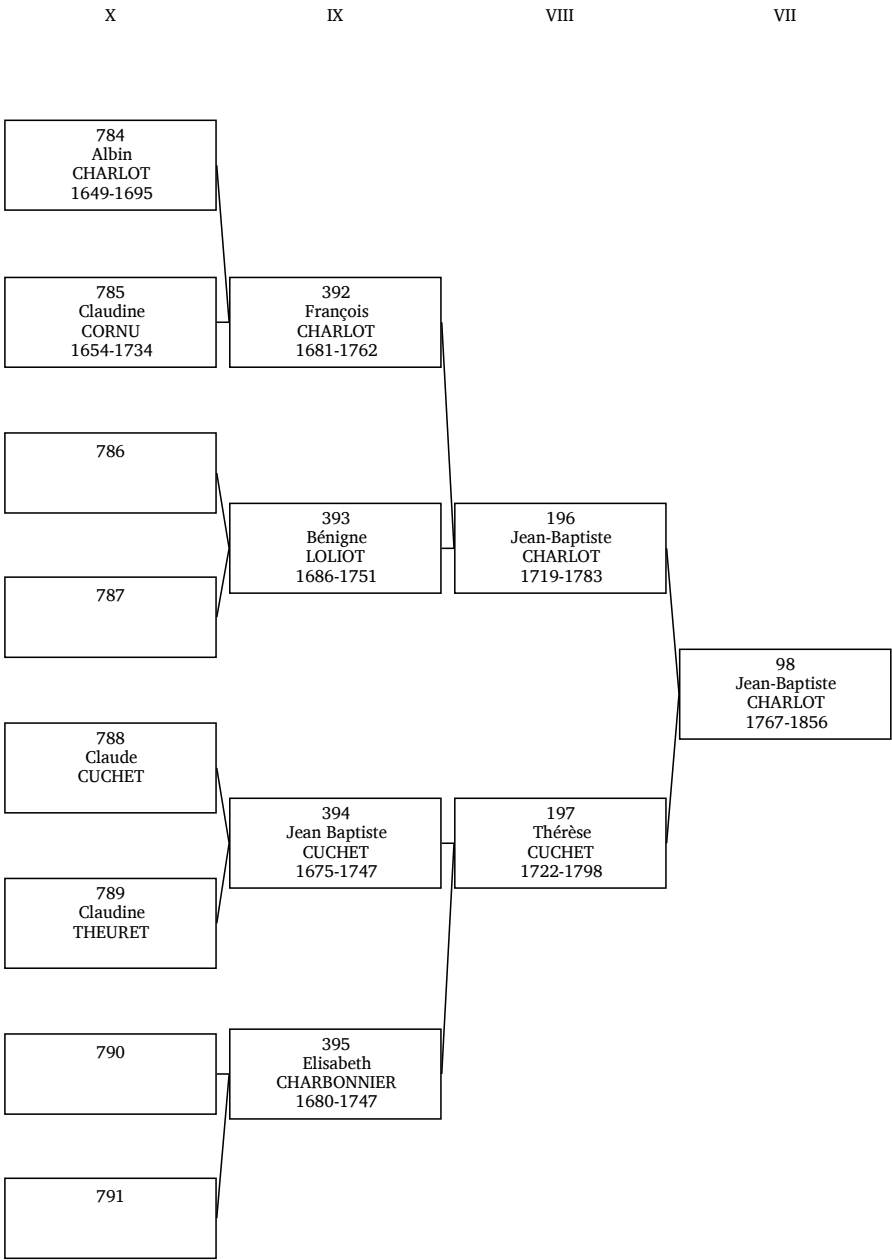 X IX VIII VII
784
Albin
CHARLOT
1649-1695
785
Claudine
CORNU
1654-1734
392
François
CHARLOT
1681-1762
786
393
Bénigne
LOLIOT
1686-1751
196
Jean-Baptiste
CHARLOT
1719-1783
787
98
Jean-Baptiste
CHARLOT
1767-1856
788
Claude
CUCHET
394
Jean Baptiste
CUCHET
1675-1747
197
Thérèse
CUCHET
1722-1798
789
Claudine
THEURET
790
395
Elisabeth
CHARBONNIER
1680-1747
791